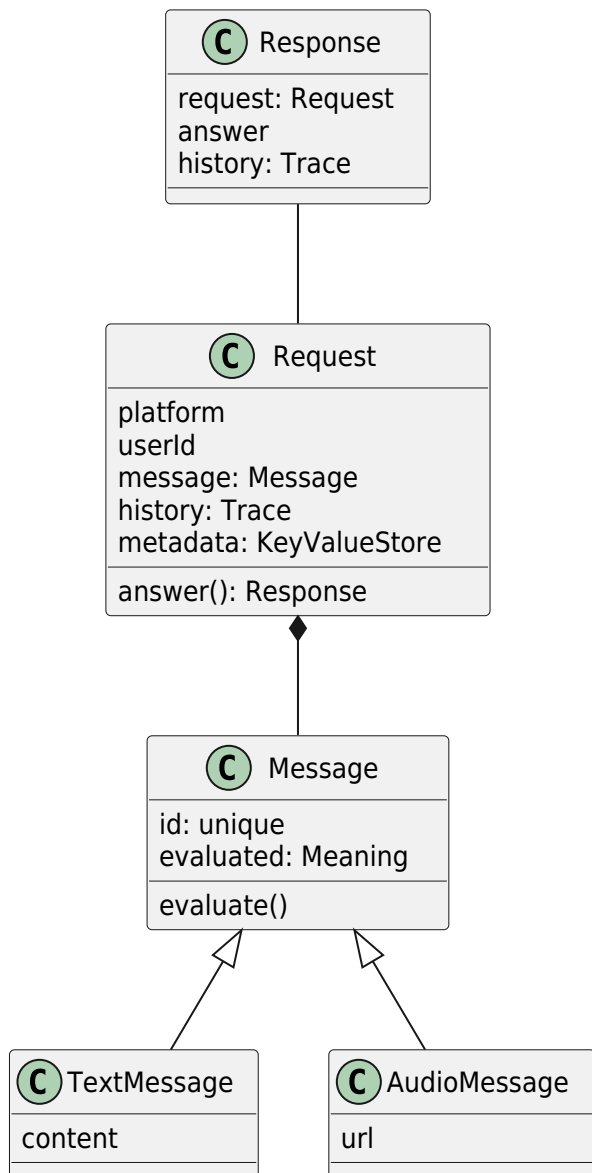 C Response
request: Request
answer
history: Trace
C Request
platform
userId
message: Message
history: Trace
metadata: KeyValueStore
answer(): Response
C Message
id: unique
evaluated: Meaning
evaluate()
C TextMessage
content
C AudioMessage
url